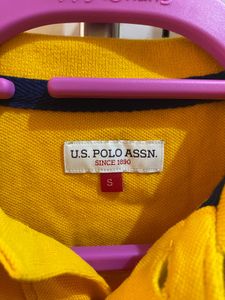 U.S. POLO ASSN.
SINCE 1890
S